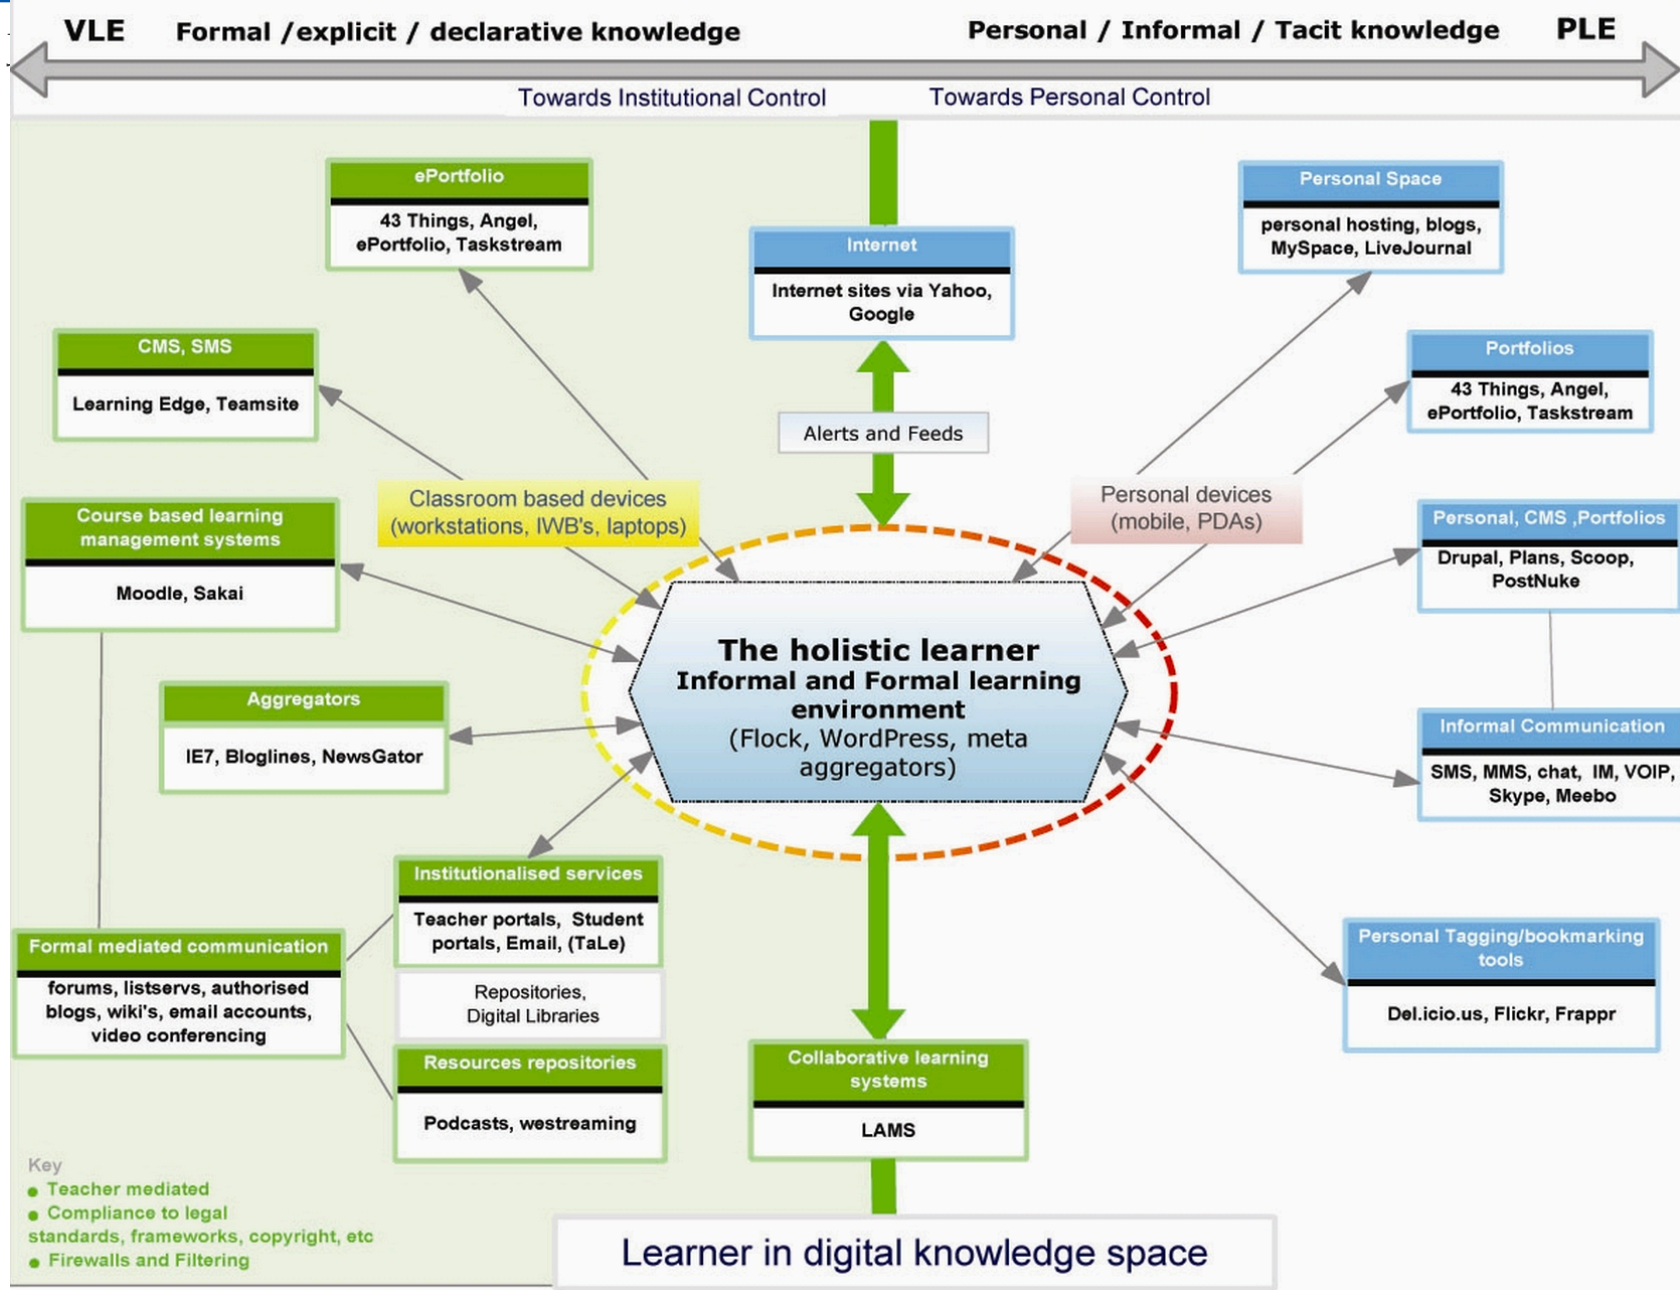 VLE
Formal /explicit / declarative knowledge
Personal / Informal / Tacit knowledge
PLE
Towards Institutional Control
Towards Personal Control
ePortfolio
43 Things, Angel,
ePortfolio, Taskstream
Internet
Internet sites via Yahoo,
Google
Personal Space
personal hosting, blogs,
MySpace, LiveJournal
CMS, SMS
Learning Edge, Teamsite
Portfolios
43 Things, Angel,
ePortfolio, Taskstream
Alerts and Feeds
Classroom based devices
(workstations, IWB's, laptops)
Personal devices
(mobile, PDAs)
Course based learning
management systems
Moodle, Sakai
Personal, CMS ,Portfolios
Drupal, Plans, Scoop,
PostNuke
The holistic learner
Informal and Formal learning
environment
(Flock, WordPress, meta
aggregators)
Aggregators
IE7, Bloglines, NewsGator
Informal Communication
SMS, MMS, chat, IM, VOIP,
Skype, Meebo
Institutionalised services
Teacher portals, Student
portals, Email, (TaLe)
Repositories,
Digital Libraries
Formal mediated communication
forums, listservs, authorised
blogs, wiki's, email accounts,
video conferencing
Personal Tagging/bookmarking
tools
Del.icio.us, Flickr, Frappr
Resources repositories
Podcasts, westreaming
Collaborative learning
systems
LAMS
Key
• Teacher mediated
• Compliance to legal
standards, frameworks, copyright, etc
• Firewalls and Filtering
Learner in digital knowledge space